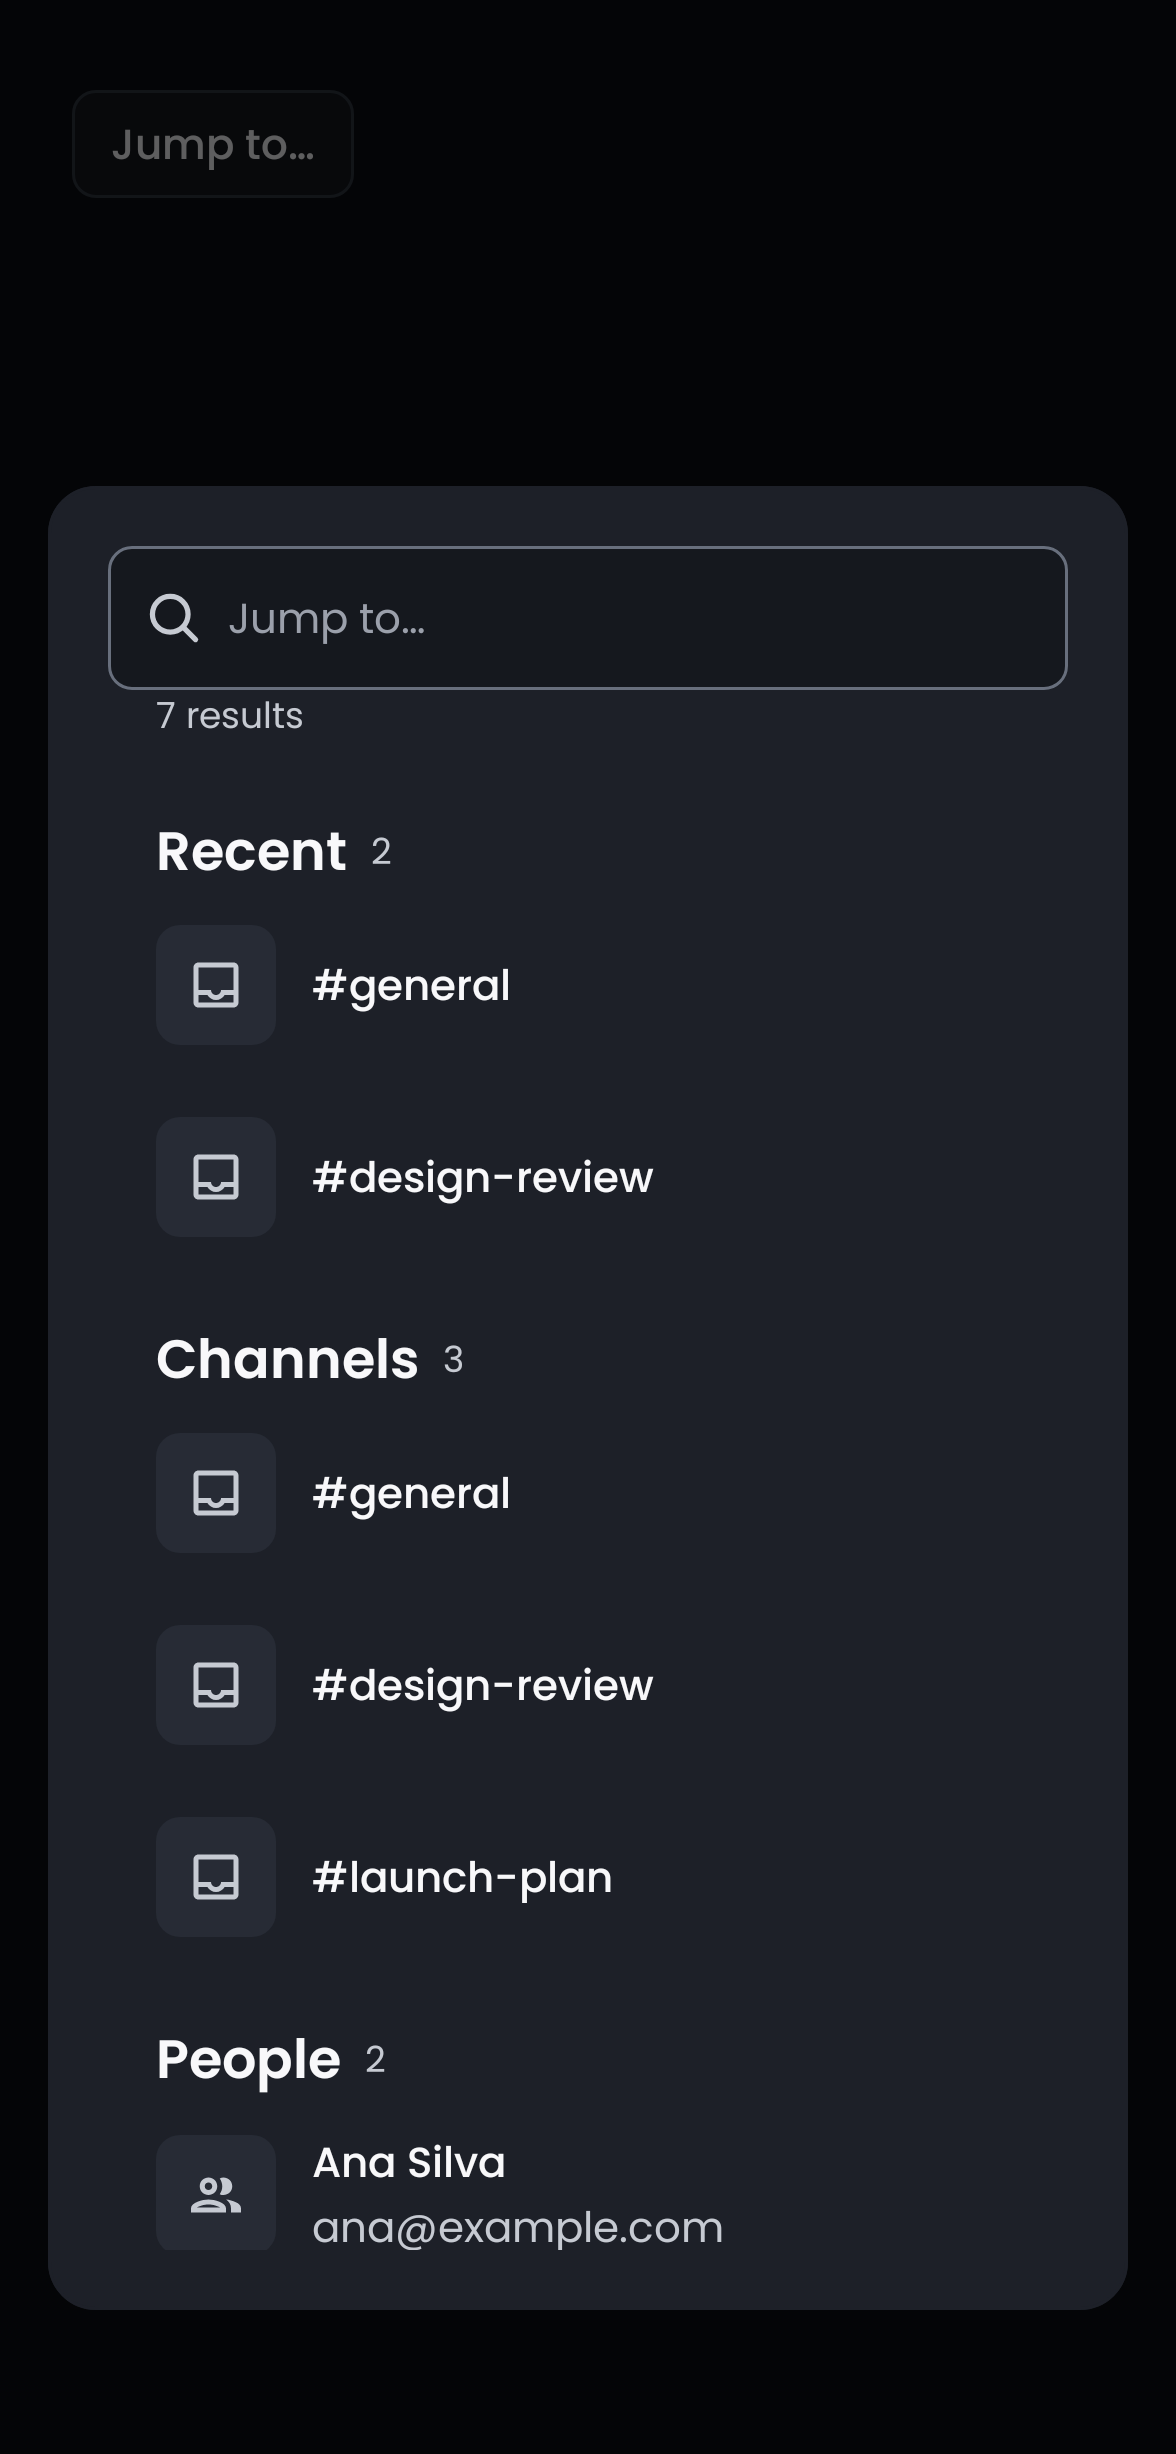 Jump to...
Jump to...
7 results
Recent 2
#general
#design-review
Channels 3
#general
#design-review
#launch-plan
People 2
Ana Silva
ana@example.com